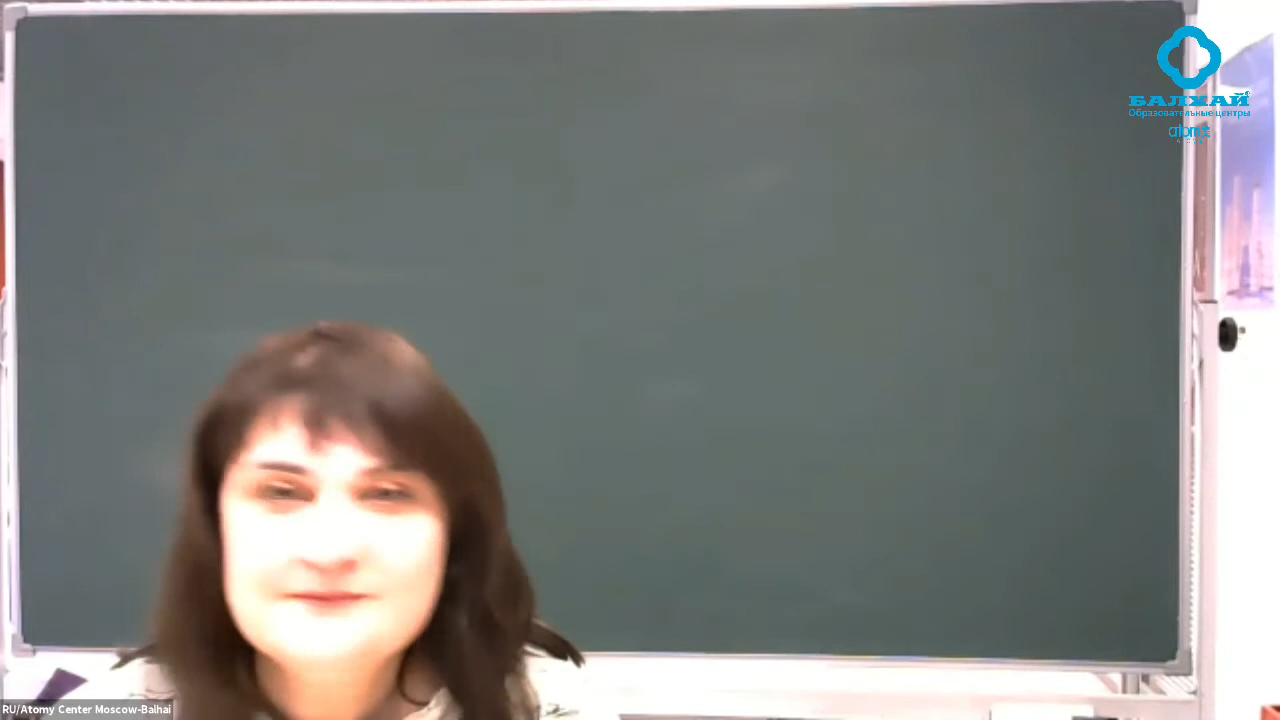 БАЛХАЙ
Образовательные центры
atomy
RU/Atomy Center Moscow-Balhai